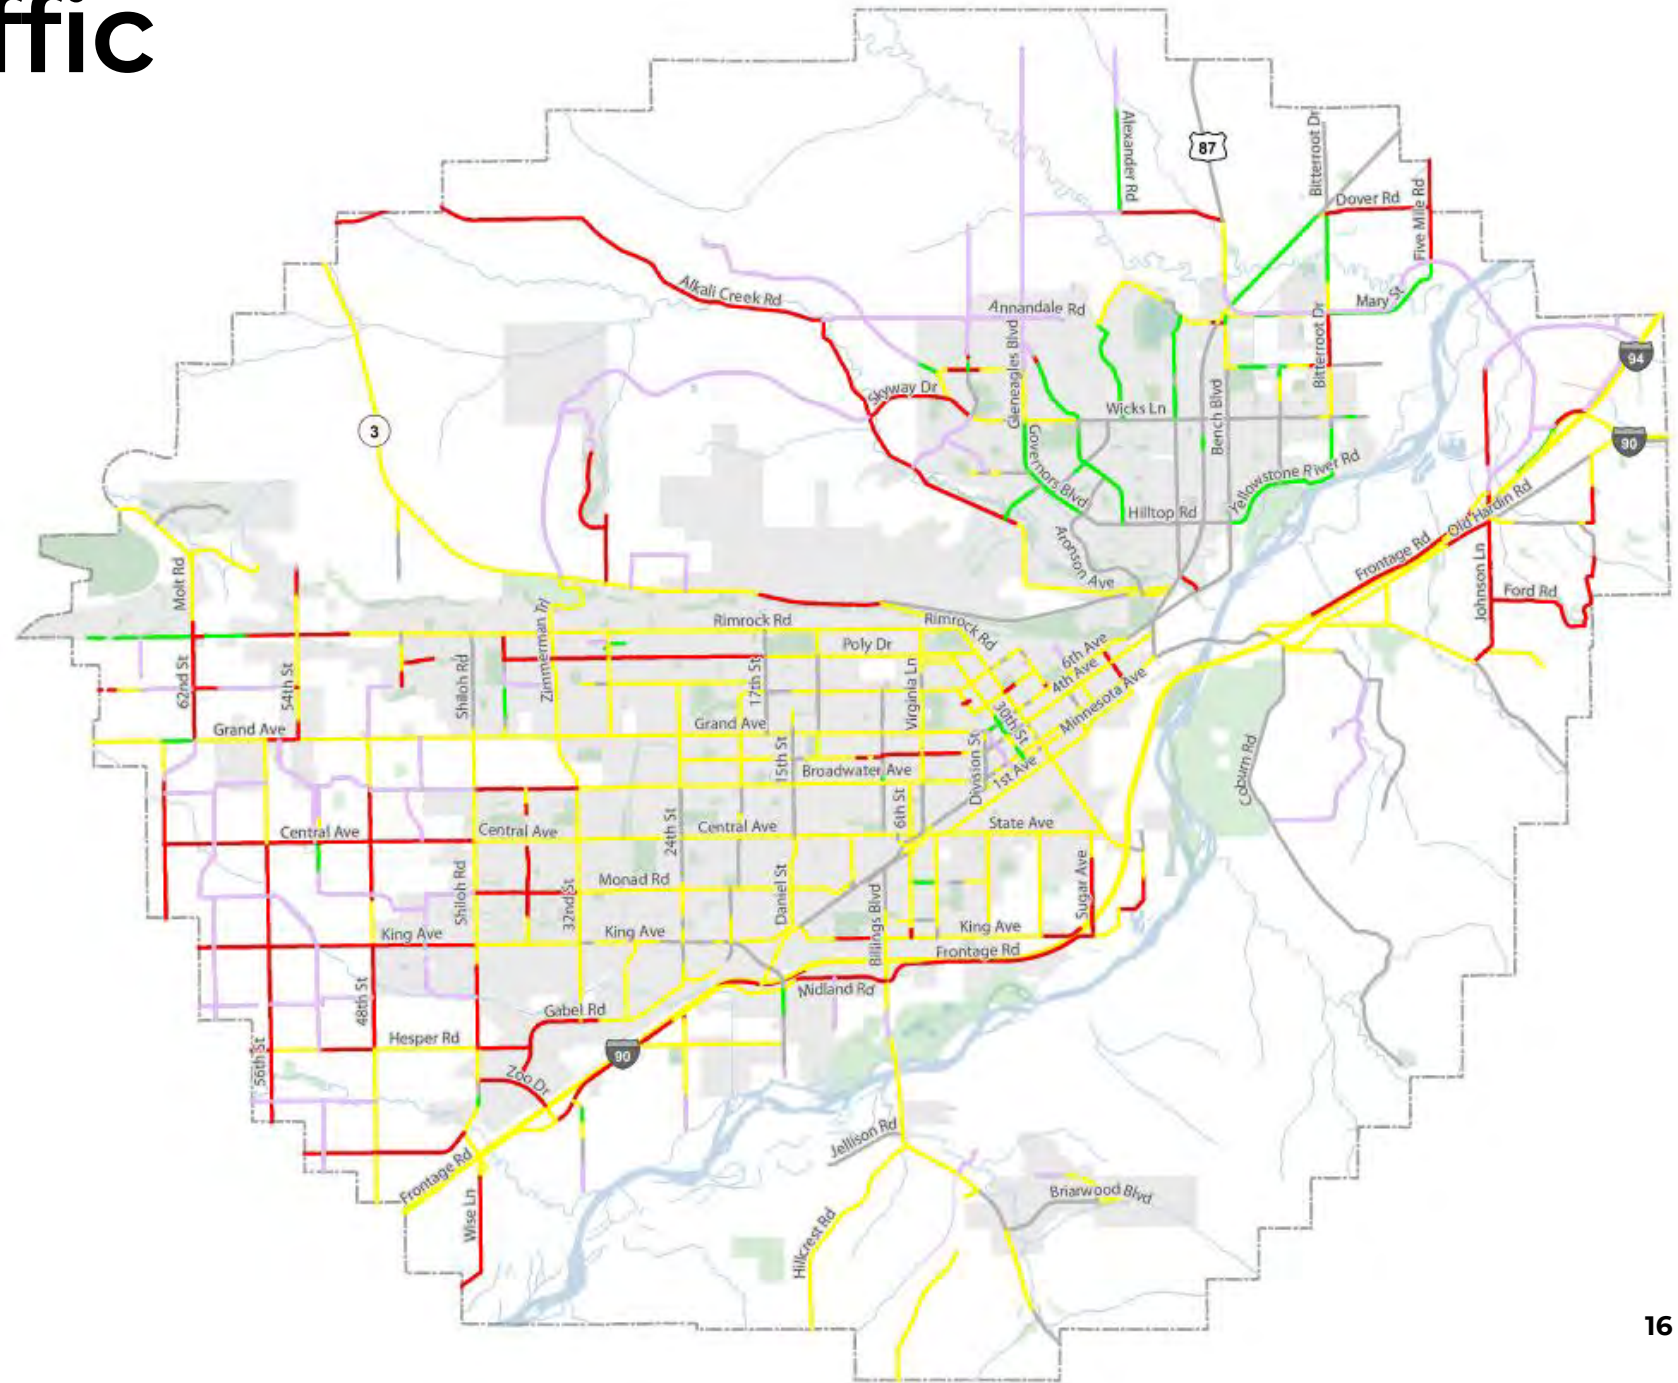 ffic
87
Alexander Rd
Bitterroot Dr
Dover Rd
Five Mile Rd
Alkali Creek Rd
Annandale Rd
Mary St
Gleneagles Blvd
Bitterroot Dr
94
Skyway Dr
Wicks Ln
Bench Blvd
3
90
Governors Blvd
Yellowstone River Rd
Hilltop Rd
Old Hardin Rd
Aronson Ave
Frontage Rd
Johnson Ln
Ford Rd
Molt Rd
Zimmerman Trl
Rimrock Rd
Rimrock Rd
Poly Dr
6th Ave
4th Ave
62nd St
54th St
Shiloh Rd
17th St
Virginia Ln
Minnesota Ave
Grand Ave
Grand Ave
30th St
15th St
Broadwater Ave
Division St
1st Ave
Coburn Rd
Central Ave
Central Ave
24th St
Central Ave
6th St
State Ave
Shiloh Rd
32nd St
Monad Rd
Daniel St
Billings Blvd
Sugar Ave
King Ave
King Ave
King Ave
Frontage Rd
48th St
Midland Rd
Gabel Rd
Hesper Rd
56th St
90
Zoo Dr
Frontage Rd
Wise Ln
Jellison Rd
Briarwood Blvd
Hillcrest Rd
16